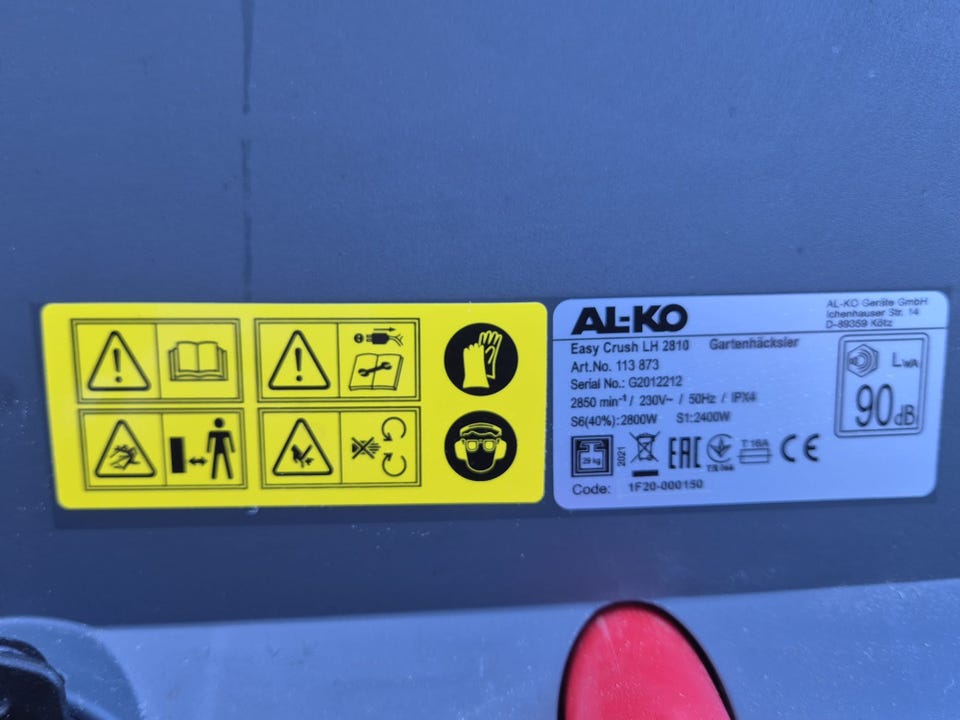 AL-KO
AL-KO Geräte GmbH
Ichenhauser Str. 14
D-89359 Kötz
Easy Crush LH 2810 Gartenhäcksler
Art.No. 113 873
Serial No.: G2012212
2850 min⁻¹ / 230V~ / 50Hz / IPX4
S6(40%):2800W S1:2400W
LWA
90dB
29 kg
2021
EAC
T 16A
CE
Code: 1F20-000150